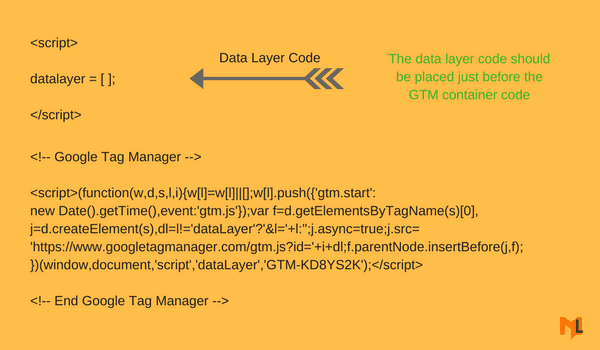 <script>
Data Layer Code
datalayer = [ ];
</script>
The data layer code should
be placed just before the
GTM container code
<!-- Google Tag Manager -->
<script>(function(w,d,s,l,i){w[l]=w[l]||[];w[l].push({'gtm.start':
new Date().getTime(),event:'gtm.js'});var f=d.getElementsByTagName(s)[0],
j=d.createElement(s),dl=l!='dataLayer'?'&l='+l:'';j.async=true;j.src=
'https://www.googletagmanager.com/gtm.js?id='+i+dl;f.parentNode.insertBefore(j,f);
})(window,document,'script','dataLayer','GTM-KD8YS2K');</script>
<!-- End Google Tag Manager -->
ML